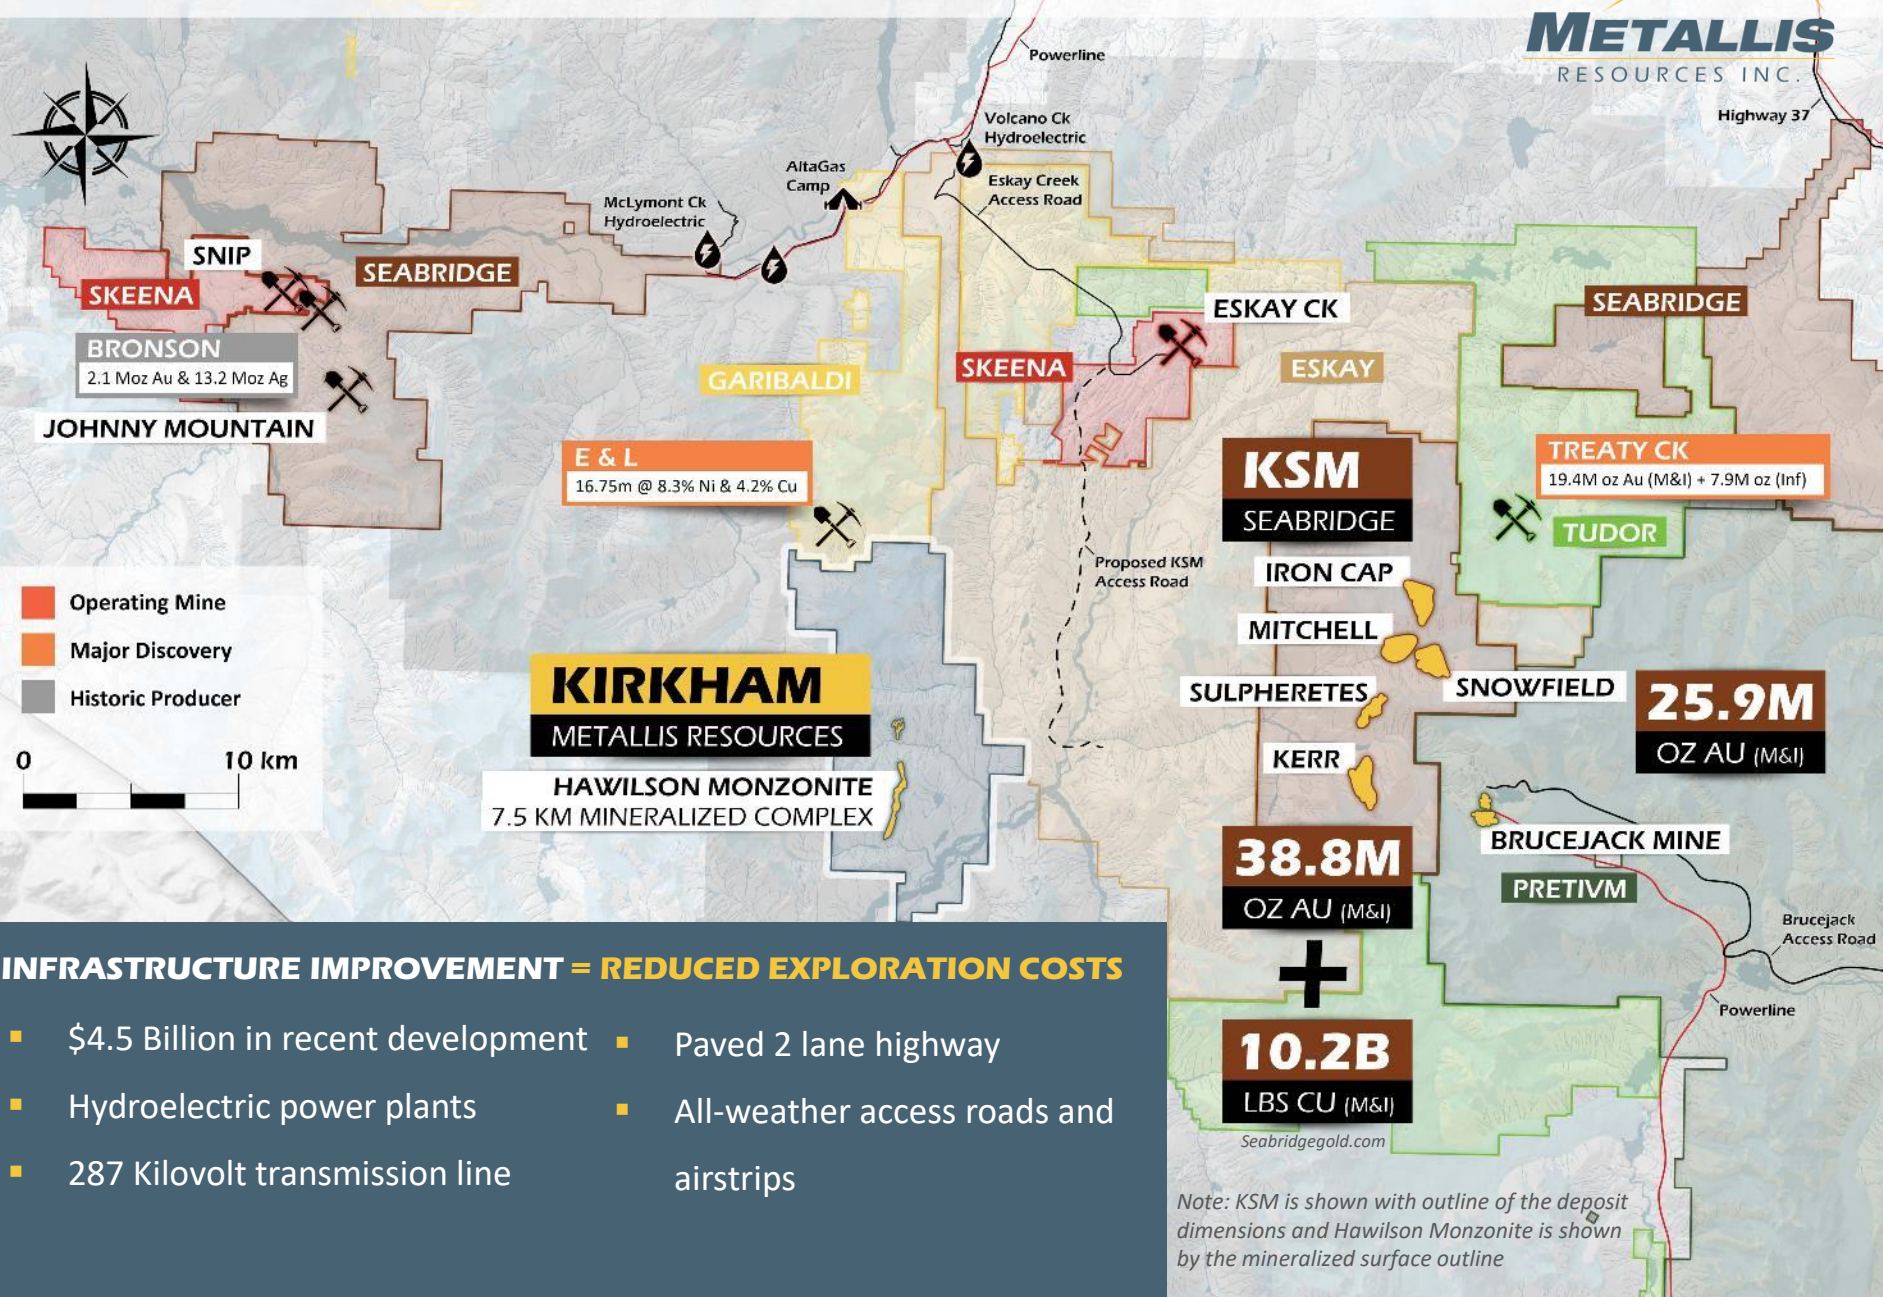 METALLIS
RESOURCES INC.
Powerline
Highway 37
Volcano Ck
Hydroelectric
AltaGas
Camp
Eskay Creek
Access Road
McLymont Ck
Hydroelectric
SNIP
SEABRIDGE
SKEENA
BRONSON
2.1 Moz Au & 13.2 Moz Ag
JOHNNY MOUNTAIN
GARIBALDI
SKEENA
ESKAY CK
ESKAY
SEABRIDGE
E & L
16.75m @ 8.3% Ni & 4.2% Cu
KSM
SEABRIDGE
TREATY CK
19.4M oz Au (M&I) + 7.9M oz (Inf)
TUDOR
Proposed KSM
Access Road
IRON CAP
MITCHELL
SULPHERETES
SNOWFIELD
KERR
25.9M
OZ AU (M&I)
Operating Mine
Major Discovery
Historic Producer
0 10 km
KIRKHAM
METALLIS RESOURCES
HAWILSON MONZONITE
7.5 KM MINERALIZED COMPLEX
BRUCEJACK MINE
PRETIVM
38.8M
OZ AU (M&I)
+
10.2B
LBS CU (M&I)
Seabridgegold.com
Brucejack
Access Road
Powerline
INFRASTRUCTURE IMPROVEMENT = REDUCED EXPLORATION COSTS
▪ $4.5 Billion in recent development
▪ Hydroelectric power plants
▪ 287 Kilovolt transmission line
▪ Paved 2 lane highway
▪ All-weather access roads and
airstrips
Note: KSM is shown with outline of the deposit
dimensions and Hawilson Monzonite is shown
by the mineralized surface outline